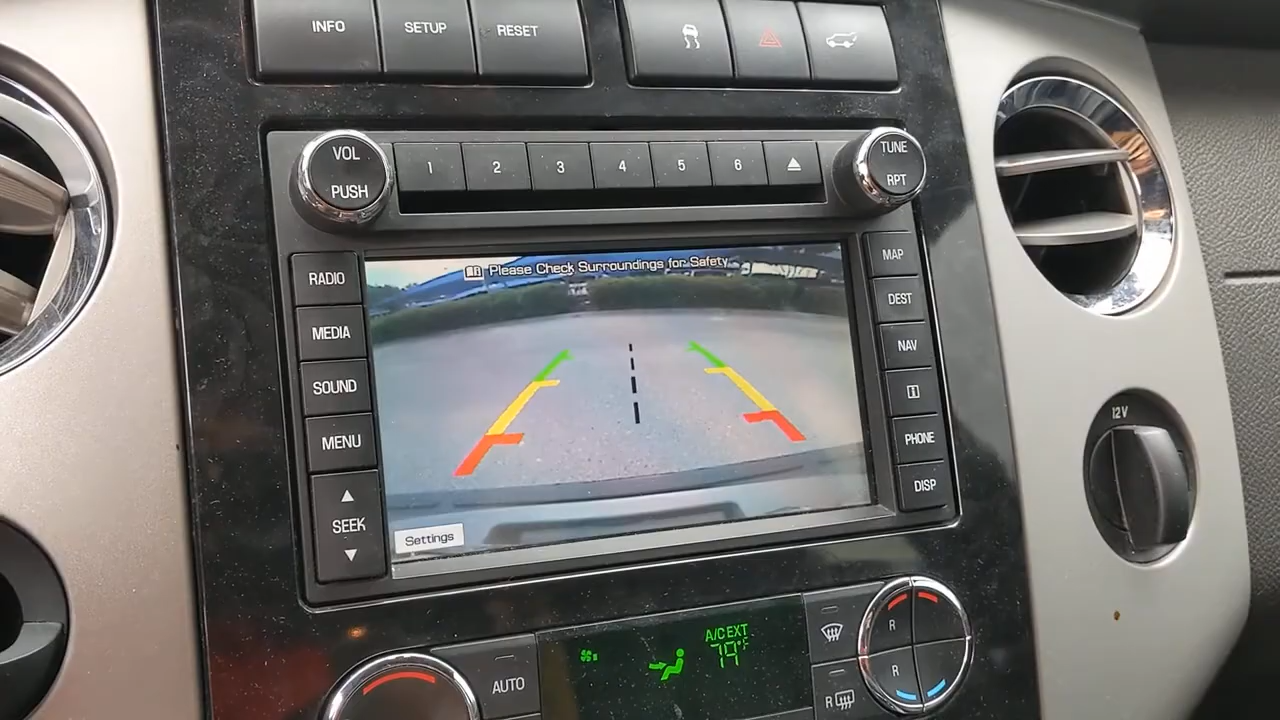 INFO SETUP RESET
VOL
PUSH
1 2 3 4 5 6
TUNE
RPT
Please Check Surroundings for Safety
RADIO
MEDIA
SOUND
MENU
SEEK
Settings
MAP
DEST
NAV
i
PHONE
DISP
12V
AUTO
A/C EXT
79°F
R
R
R